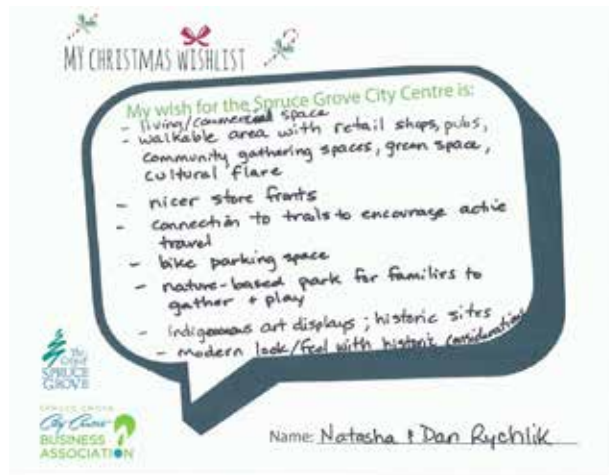 MY CHRISTMAS WISHLIST
My wish for the Spruce Grove City Centre is:
- living/commercial space
- walkable area with retail shops, pubs,
community gathering spaces, green space,
cultural flare
- nicer store fronts
- connection to trails to encourage active
travel
- bike parking space
- nature-based park for families to
gather + play
- indigenous art displays ; historic sites
- modern look/feel with historic considerations
The
City of
SPRUCE
GROVE
SPRUCE GROVE
City Centre
BUSINESS
ASSOCIATION
Name: Natasha & Dan Rychlik